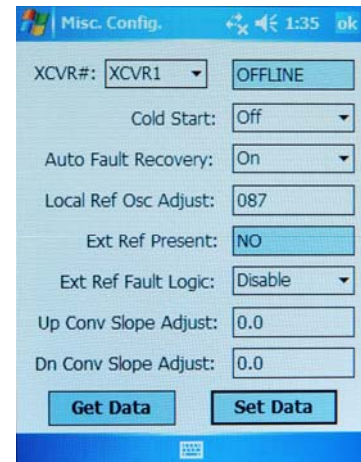 Misc. Config. 1:35 ok
XCVR#: XCVR1 OFFLINE
Cold Start: Off
Auto Fault Recovery: On
Local Ref Osc Adjust: 087
Ext Ref Present: NO
Ext Ref Fault Logic: Disable
Up Conv Slope Adjust: 0.0
Dn Conv Slope Adjust: 0.0
Get Data Set Data